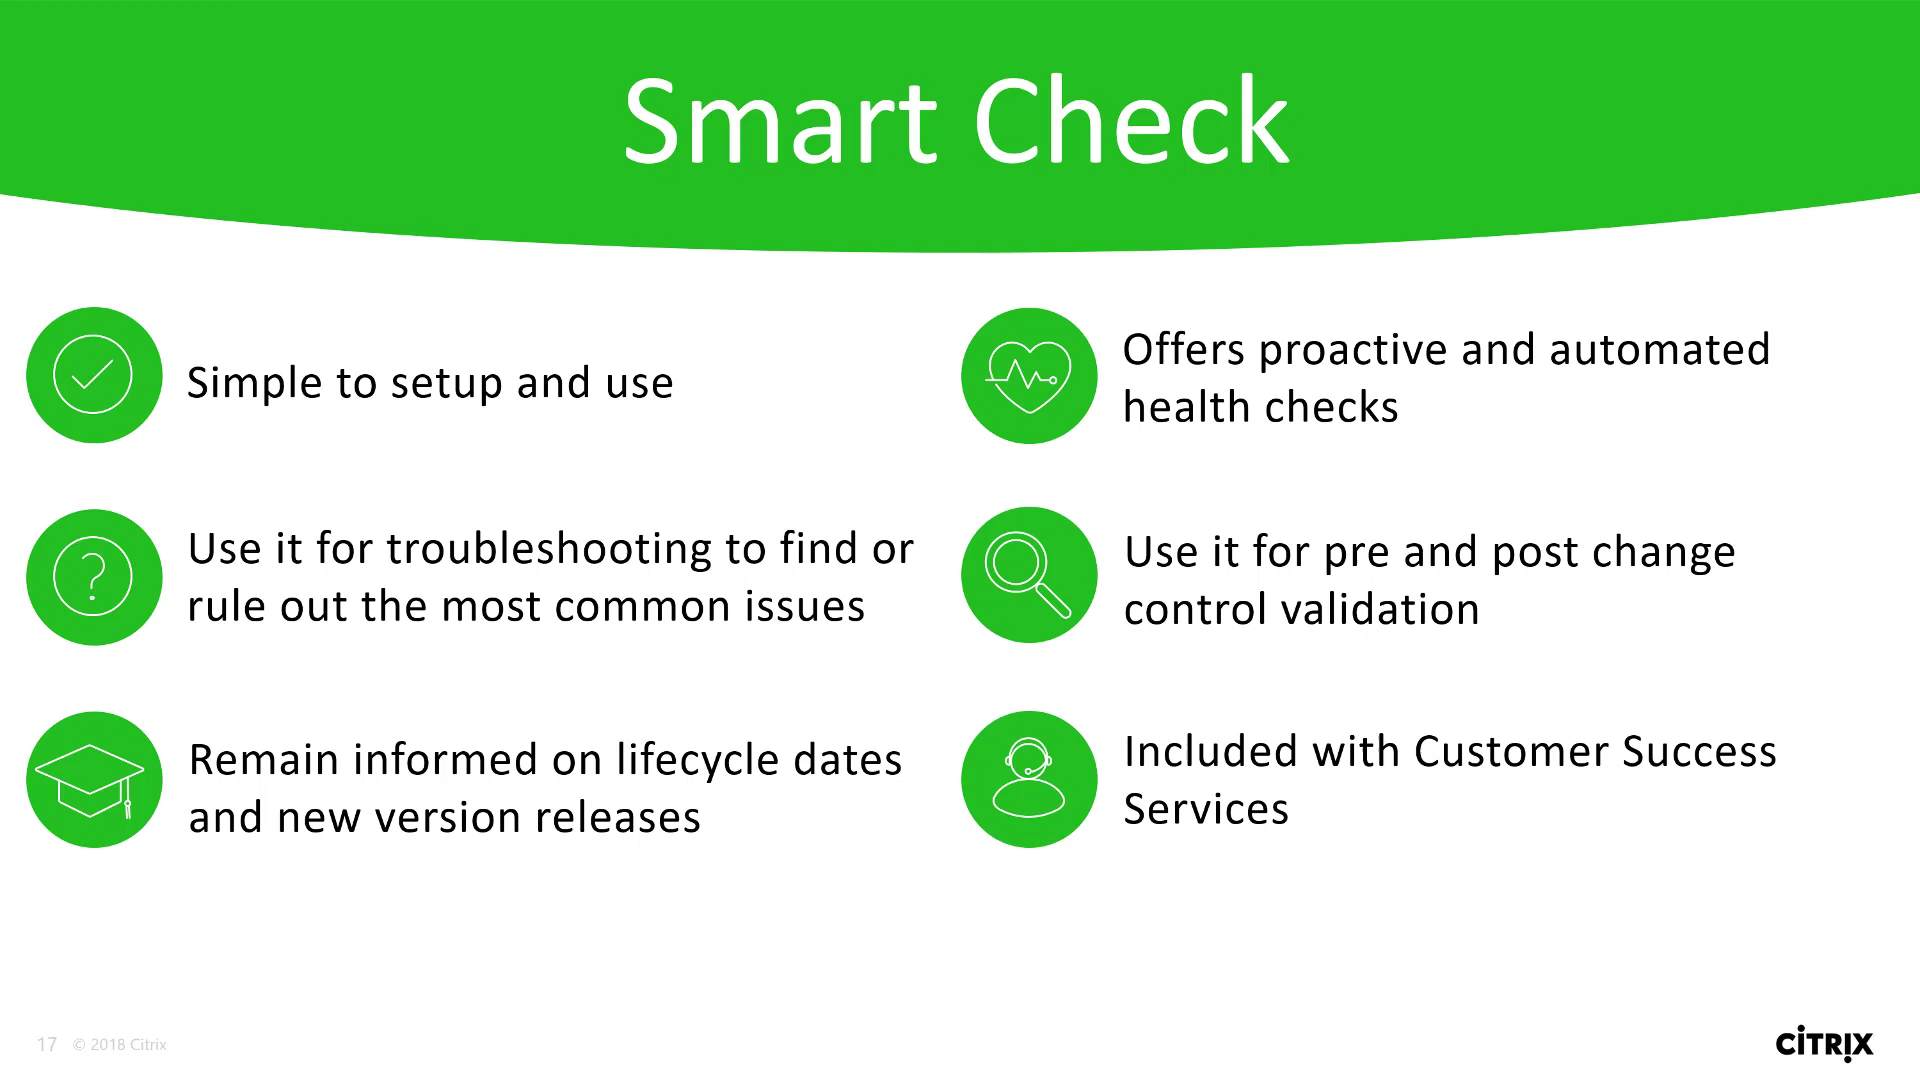 Smart Check
Simple to setup and use
Offers proactive and automated
health checks
Use it for troubleshooting to find or
rule out the most common issues
Use it for pre and post change
control validation
Remain informed on lifecycle dates
and new version releases
Included with Customer Success
Services
17 © 2018 Citrix
CITRIX